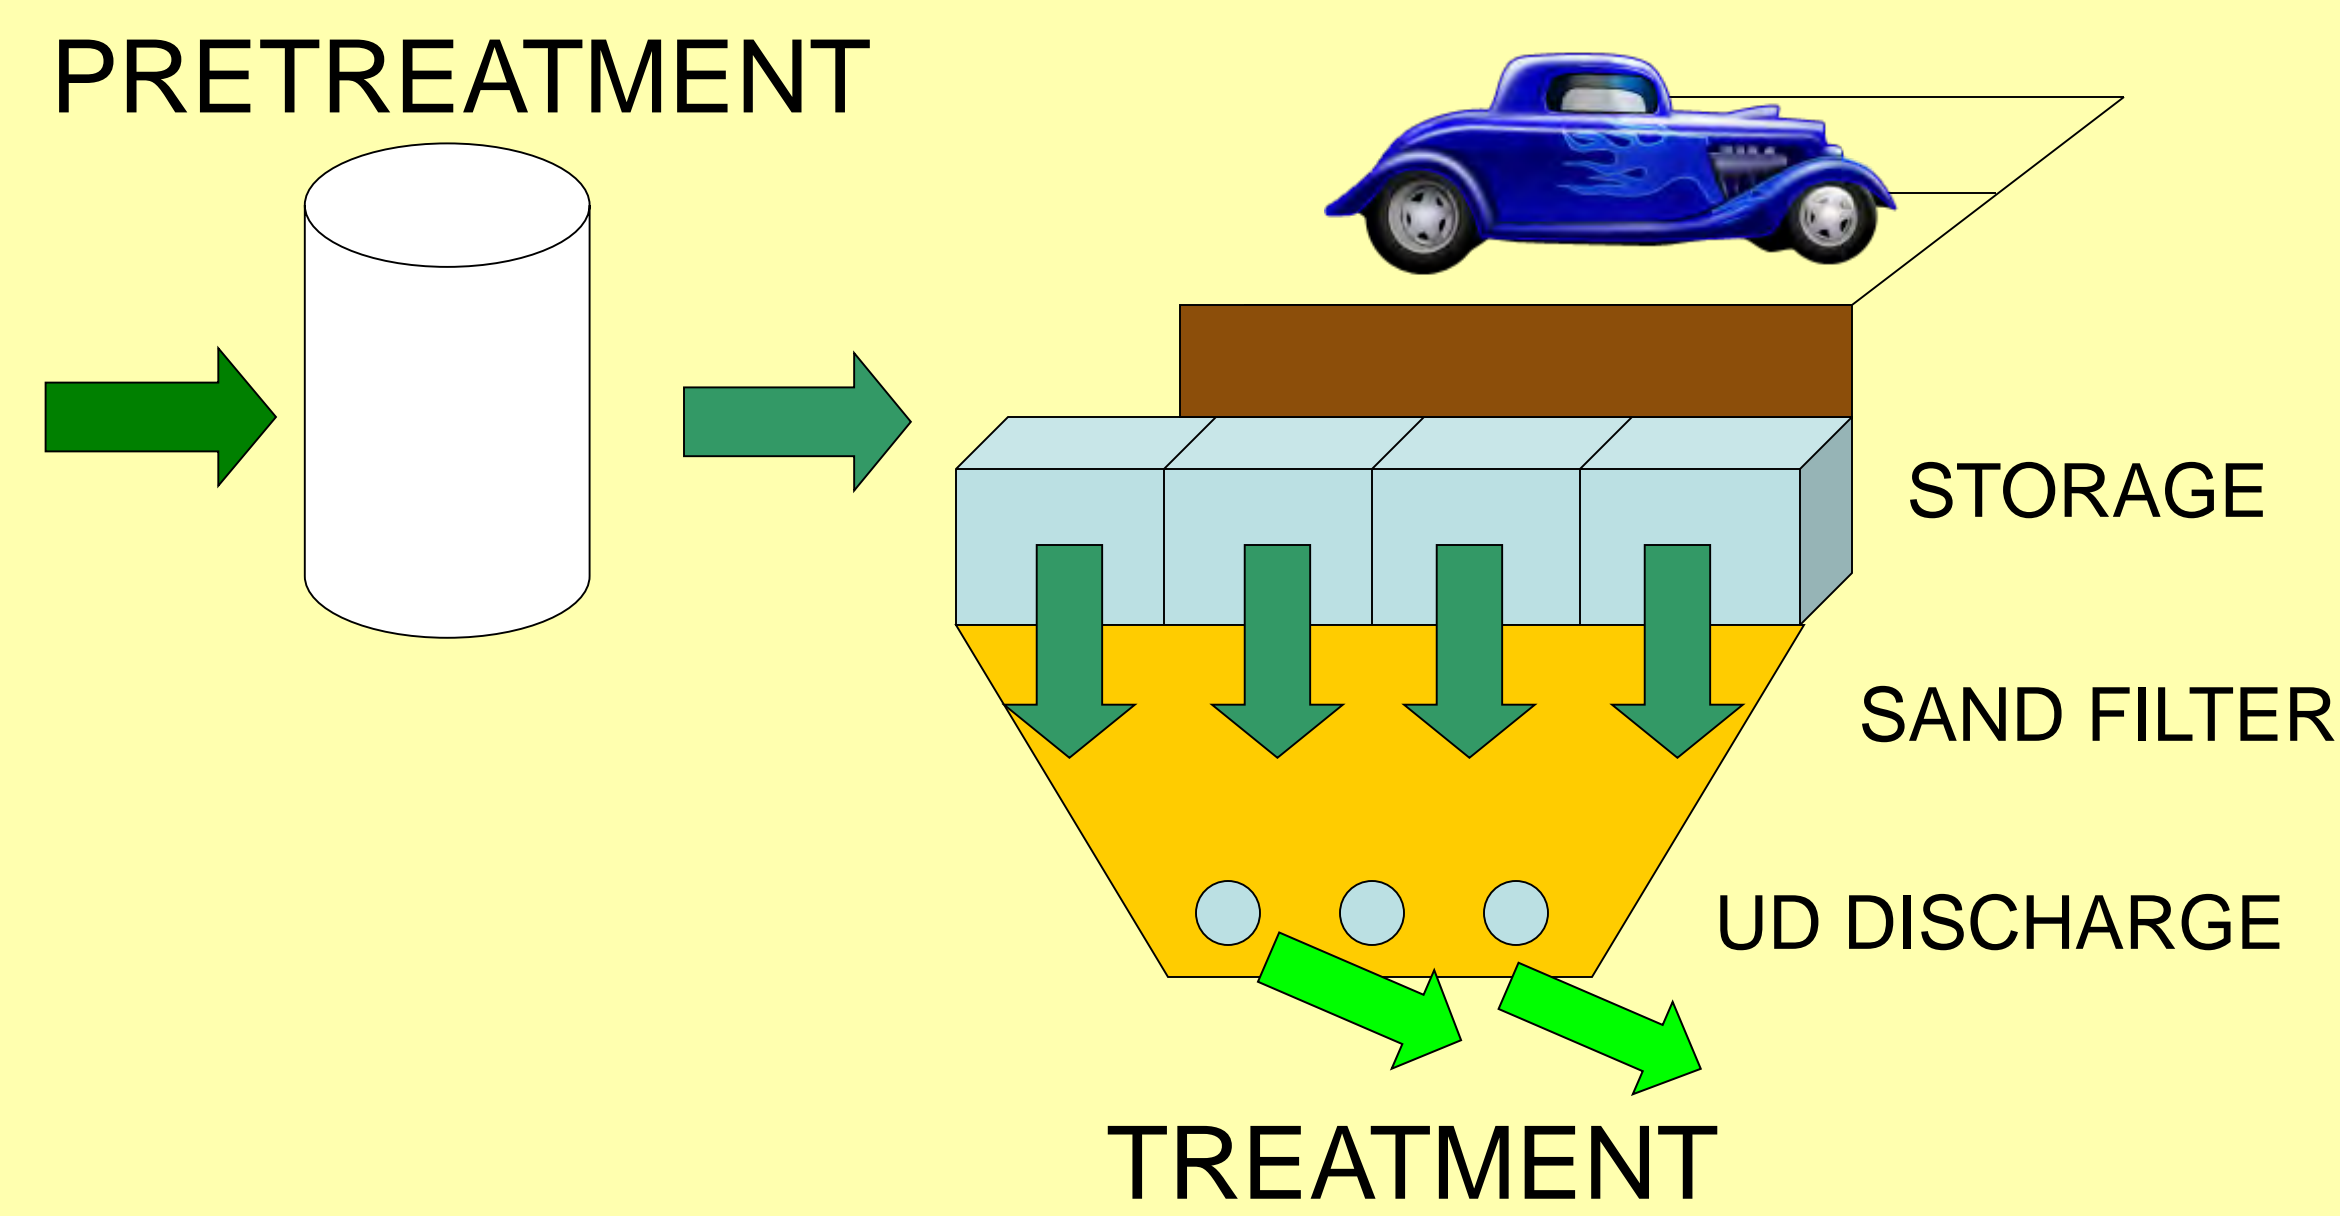 PRETREATMENT
STORAGE
SAND FILTER
UD DISCHARGE
TREATMENT